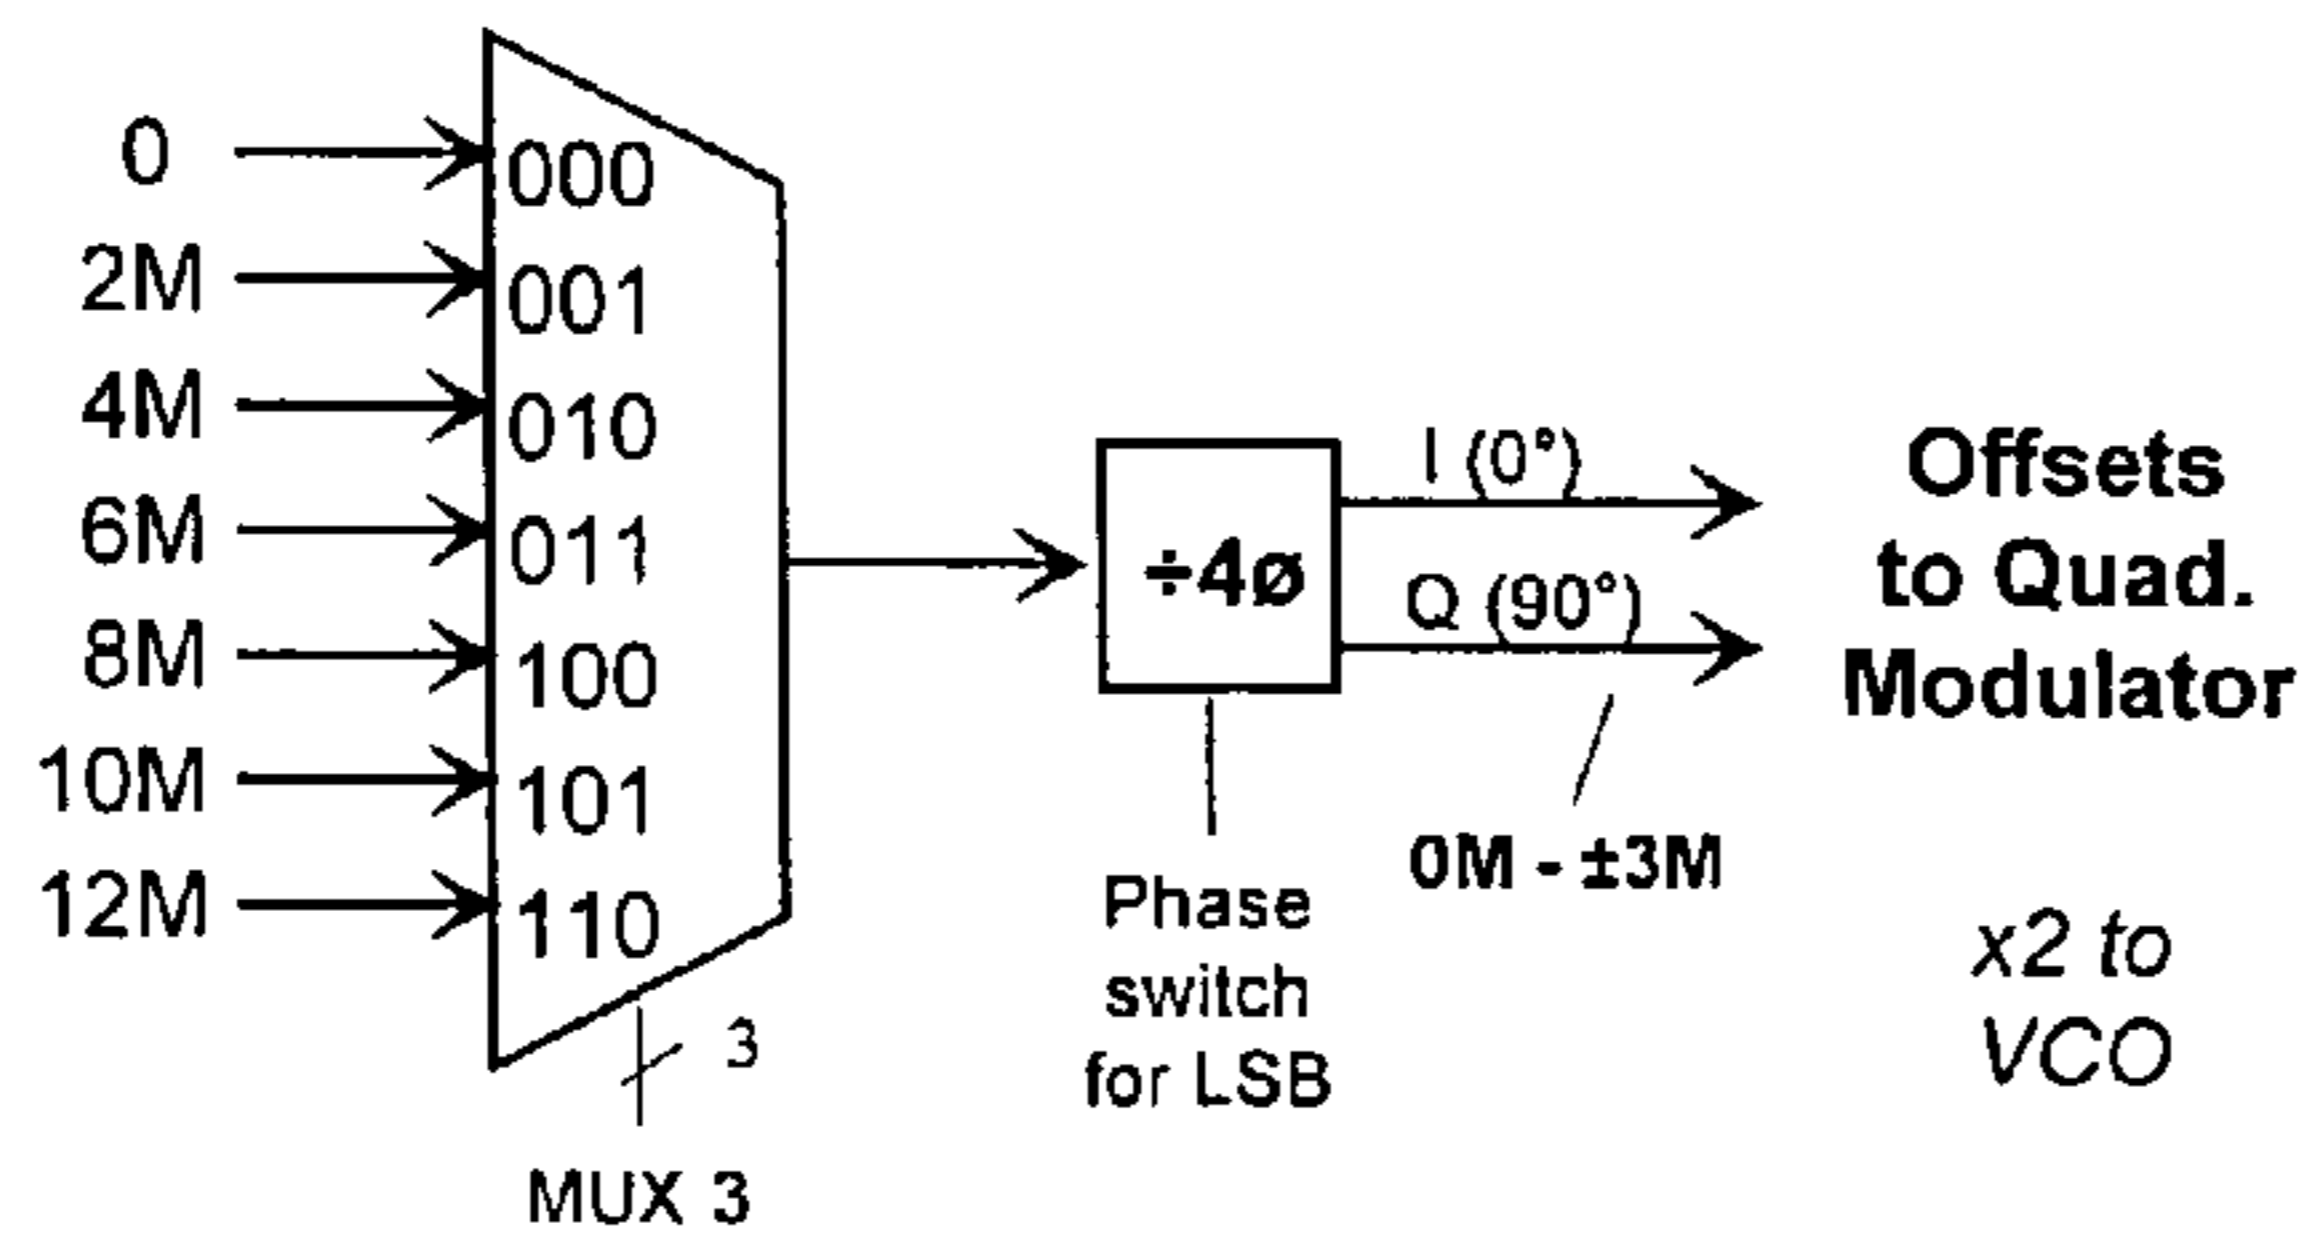 0
2M
4M
6M
8M
10M
12M
000
001
010
011
100
101
110
3
MUX 3
÷4ø
I (0°)
Q (90°)
Phase
switch
for LSB
0M - ±3M
Offsets
to Quad.
Modulator
x2 to
VCO